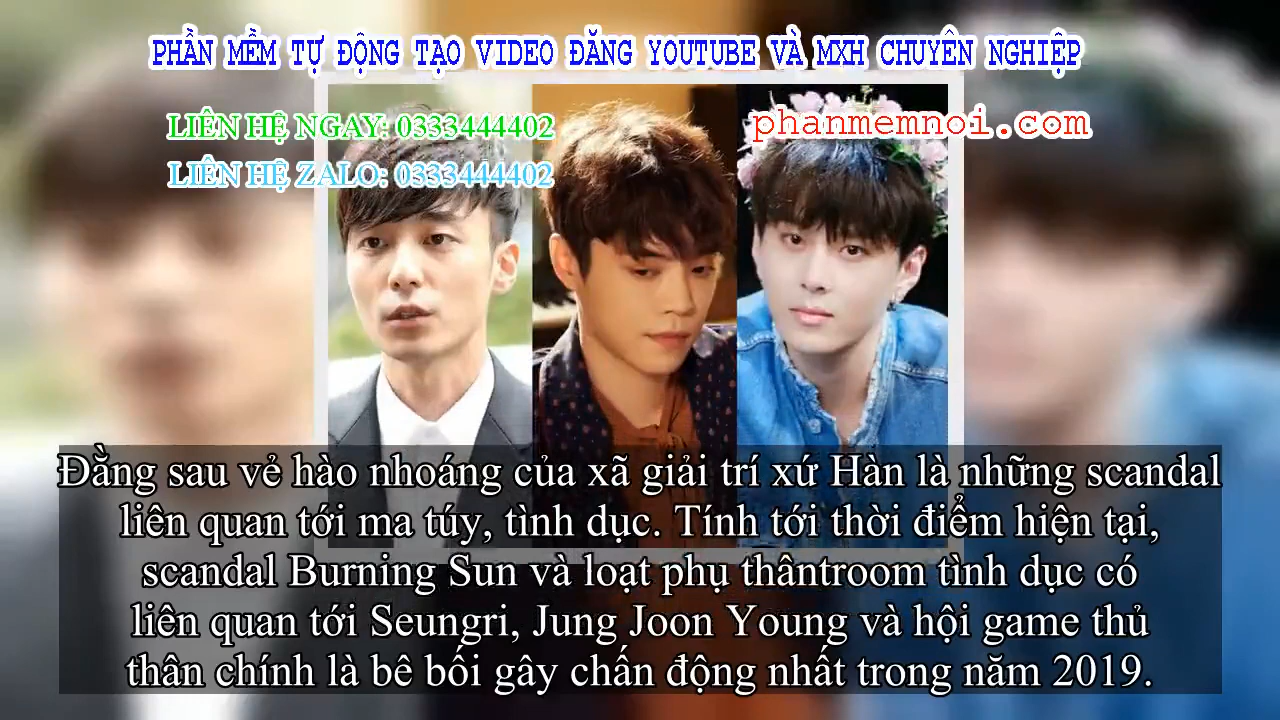 PHẦN MỀM TỰ ĐỘNG TẠO VIDEO ĐĂNG YOUTUBE VÀ MXH CHUYÊN NGHIỆP
LIÊN HỆ NGAY: 0333444402
phanmemnoi.com
LIÊN HỆ ZALO: 0333444402
Đằng sau vẻ hào nhoáng của xã giải trí xứ Hàn là những scandal
liên quan tới ma túy, tình dục. Tính tới thời điểm hiện tại,
scandal Burning Sun và loạt phụ thântroom tình dục có
liên quan tới Seungri, Jung Joon Young và hội game thủ
thân chính là bê bối gây chấn động nhất trong năm 2019.